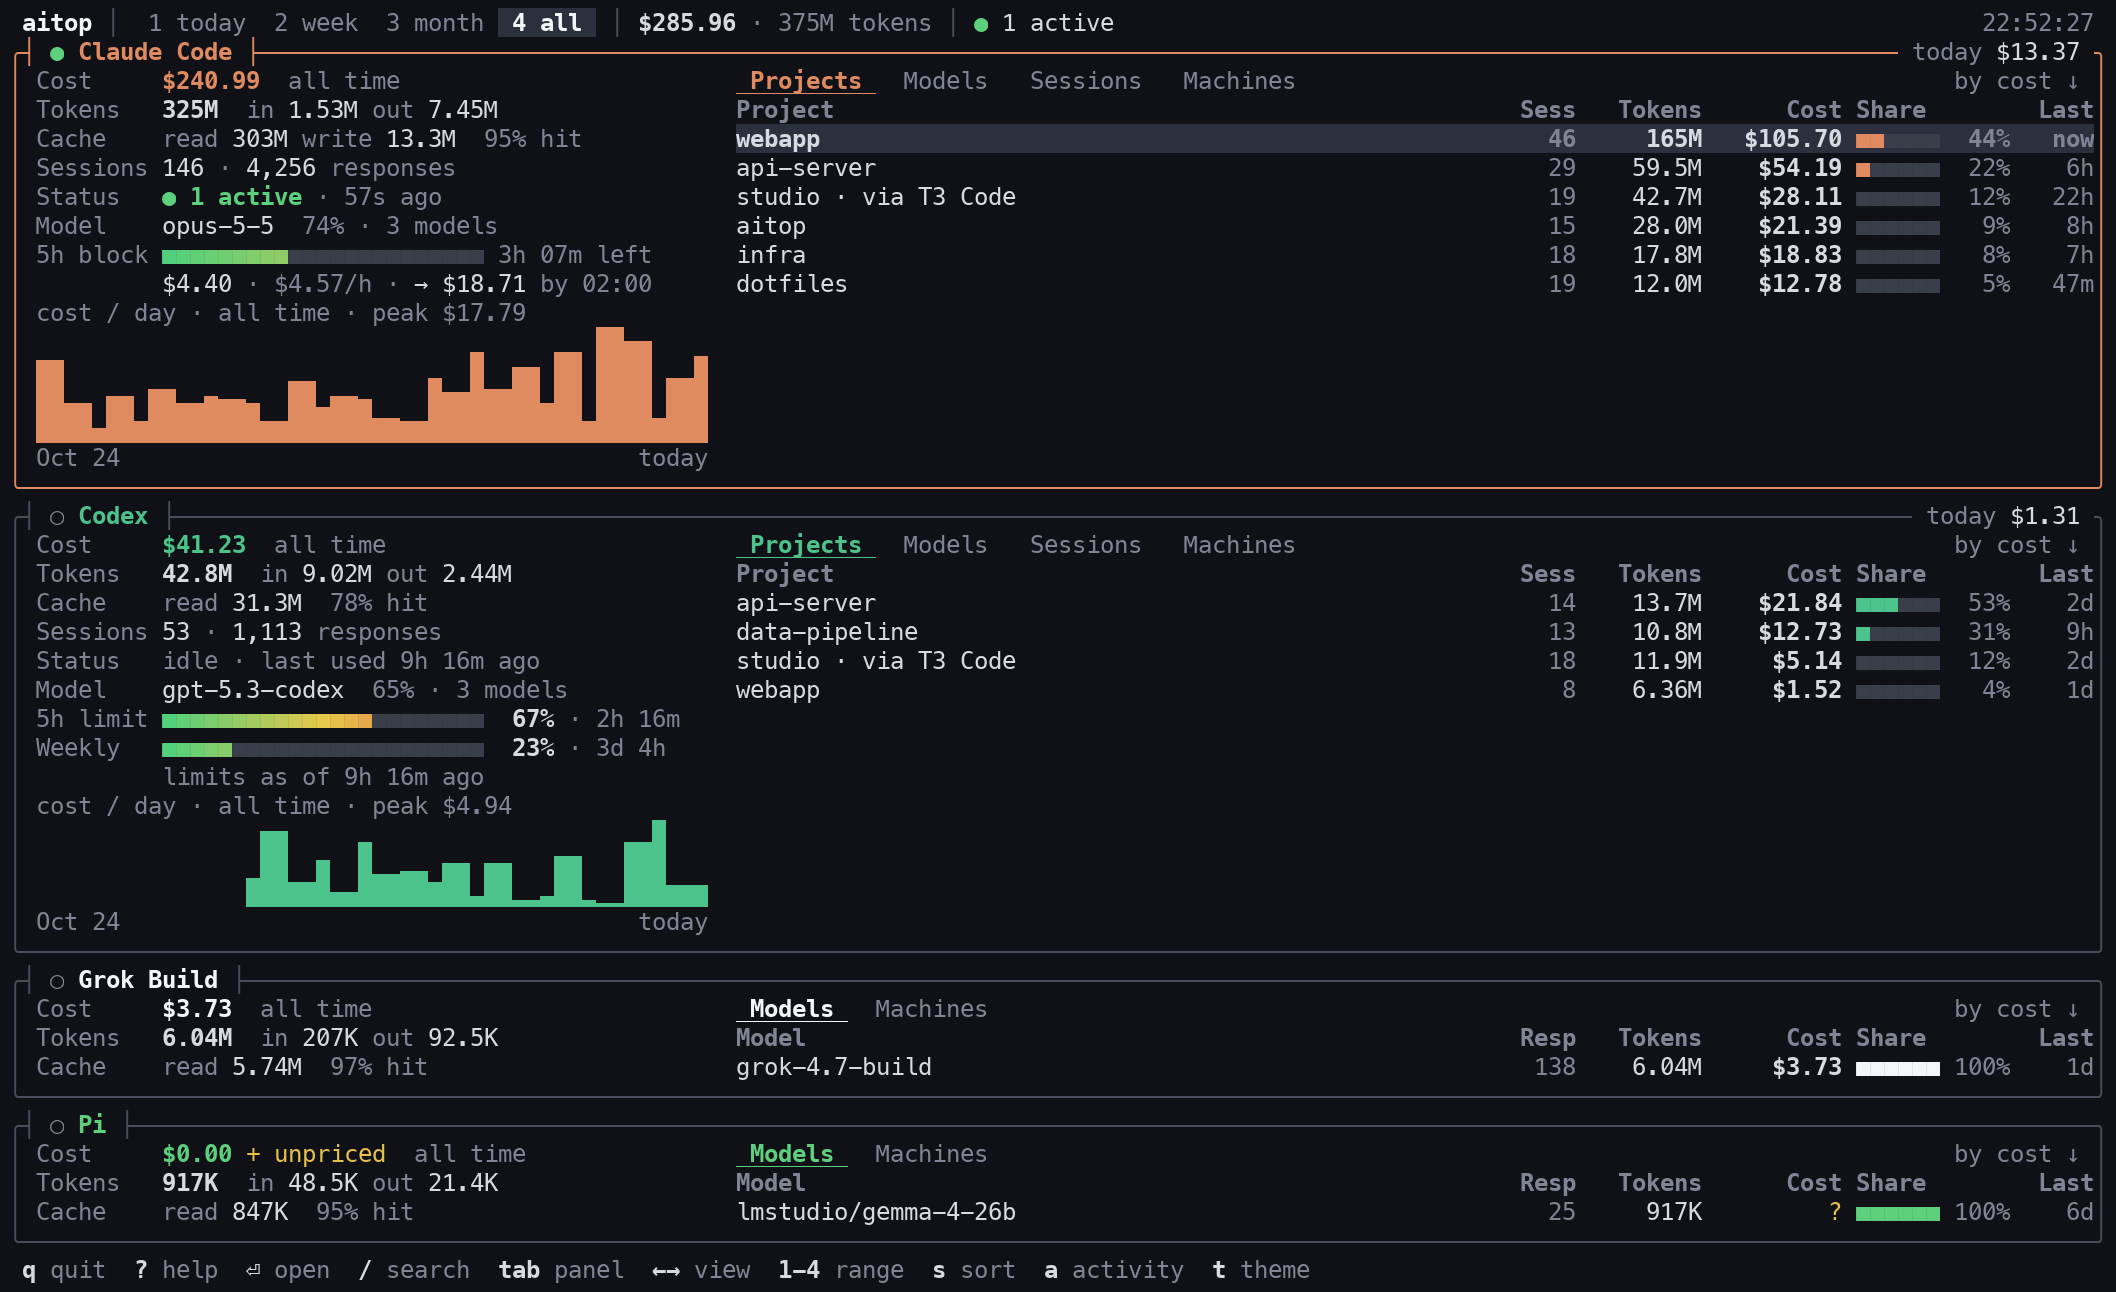 aitop │ 1 today 2 week 3 month 4 all │ $285.96 · 375M tokens │ ● 1 active 22:52:27
● Claude Code today $13.37
Cost $240.99 all time Projects Models Sessions Machines by cost ↓
Tokens 325M in 1.53M out 7.45M Project Sess Tokens Cost Share Last
Cache read 303M write 13.3M 95% hit webapp 46 165M $105.70 44% now
Sessions 146 · 4,256 responses api-server 29 59.5M $54.19 22% 6h
Status ● 1 active · 57s ago studio · via T3 Code 19 42.7M $28.11 12% 22h
Model opus-5-5 74% · 3 models aitop 15 28.0M $21.39 9% 8h
5h block 3h 07m left infra 18 17.8M $18.83 8% 7h
$4.40 · $4.57/h · → $18.71 by 02:00 dotfiles 19 12.0M $12.78 5% 47m
cost / day · all time · peak $17.79
Oct 24 today
○ Codex today $1.31
Cost $41.23 all time Projects Models Sessions Machines by cost ↓
Tokens 42.8M in 9.02M out 2.44M Project Sess Tokens Cost Share Last
Cache read 31.3M 78% hit api-server 14 13.7M $21.84 53% 2d
Sessions 53 · 1,113 responses data-pipeline 13 10.8M $12.73 31% 9h
Status idle · last used 9h 16m ago studio · via T3 Code 18 11.9M $5.14 12% 2d
Model gpt-5.3-codex 65% · 3 models webapp 8 6.36M $1.52 4% 1d
5h limit 67% · 2h 16m
Weekly 23% · 3d 4h
limits as of 9h 16m ago
cost / day · all time · peak $4.94
Oct 24 today
○ Grok Build
Cost $3.73 all time Models Machines by cost ↓
Tokens 6.04M in 207K out 92.5K Model Resp Tokens Cost Share Last
Cache read 5.74M 97% hit grok-4.7-build 138 6.04M $3.73 100% 1d
○ Pi
Cost $0.00 + unpriced all time Models Machines by cost ↓
Tokens 917K in 48.5K out 21.4K Model Resp Tokens Cost Share Last
Cache read 847K 95% hit lmstudio/gemma-4-26b 25 917K ? 100% 6d
q quit ? help ⏎ open / search tab panel ←→ view 1-4 range s sort a activity t theme